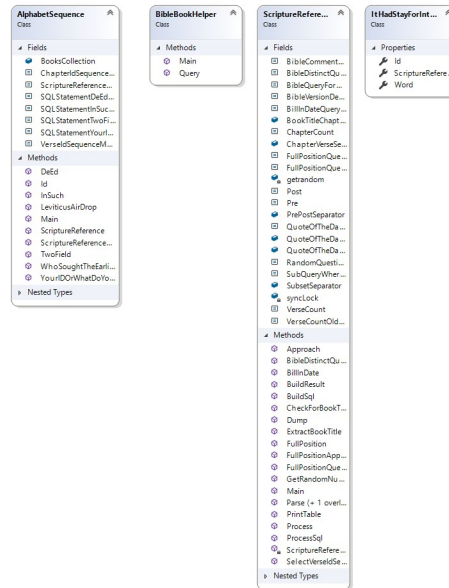 AlphabetSequence
Class
Fields
BooksCollection
ChapterIdSequence...
ScriptureReference...
SQLStatementDeEd...
SQLStatementInSuc...
SQLStatementTwoFi...
SQLStatementYourI...
VerseIdSequenceM...
Methods
DeEd
Id
InSuch
LeviticusAirDrop
Main
ScriptureReference
ScriptureReference...
TwoField
WhoSoughtTheEarli...
YourIDOrWhatDoYo...
Nested Types
BibleBookHelper
Class
Methods
Main
Query
ScriptureRefere...
Class
Fields
BibleComment...
BibleDistinctQu...
BibleQueryFor...
BibleVersionDe...
BillInDateQuery...
BookTitleChapt...
ChapterCount
ChapterVerseSe...
FullPositionQue...
FullPositionQue...
getrandom
Post
Pre
PrePostSeparator
QuoteOfTheDa...
QuoteOfTheDa...
QuoteOfTheDa...
RandomQuesti...
SubQueryWher...
SubsetSeparator
syncLock
VerseCount
VerseCountOld...
Methods
Approach
BibleDistinctQu...
BillInDate
BuildResult
BuildSql
CheckForBookT...
Dump
ExtractBookTitle
FullPosition
FullPositionApp...
FullPositionQue...
GetRandomNu...
Main
Parse (+ 1 overl...
PrintTable
Process
ProcessSql
ScriptureRefere...
SelectVerseIdSe...
Nested Types
ItHadStayForInt...
Class
Properties
Id
ScriptureRefere
Word